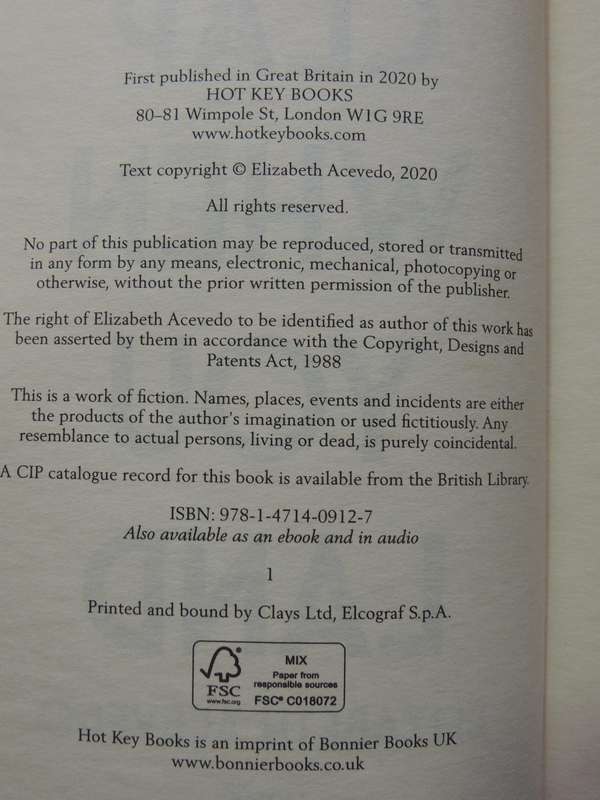 First published in Great Britain in 2020 by
HOT KEY BOOKS
80–81 Wimpole St, London W1G 9RE
www.hotkeybooks.com
Text copyright © Elizabeth Acevedo, 2020
All rights reserved.
No part of this publication may be reproduced, stored or transmitted
in any form by any means, electronic, mechanical, photocopying or
otherwise, without the prior written permission of the publisher.
The right of Elizabeth Acevedo to be identified as author of this work has
been asserted by them in accordance with the Copyright, Designs and
Patents Act, 1988
This is a work of fiction. Names, places, events and incidents are either
the products of the author's imagination or used fictitiously. Any
resemblance to actual persons, living or dead, is purely coincidental.
A CIP catalogue record for this book is available from the British Library.
ISBN: 978-1-4714-0912-7
Also available as an ebook and in audio
1
Printed and bound by Clays Ltd, Elcograf S.p.A.
FSC
www.fsc.org
MIX
Paper from
responsible sources
FSC® C018072
Hot Key Books is an imprint of Bonnier Books UK
www.bonnierbooks.co.uk